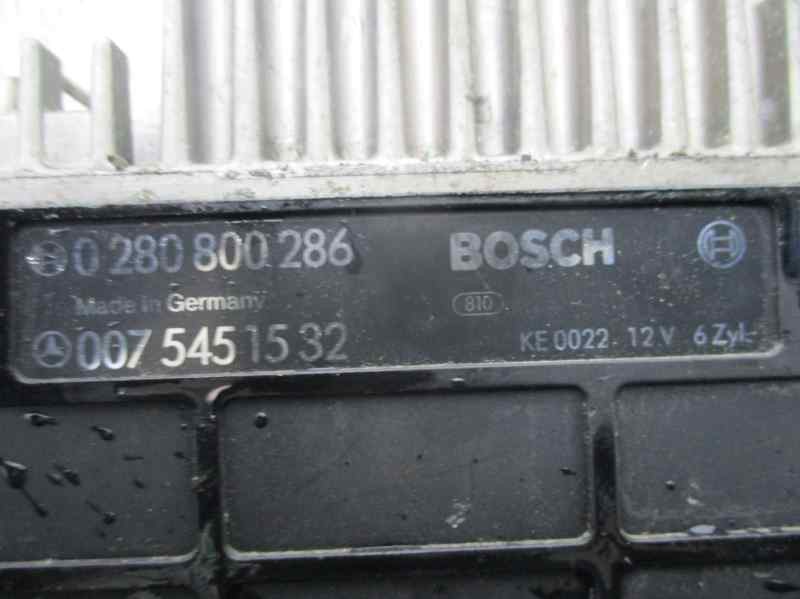 0 280 800 286 BOSCH
Made in Germany 810
007 545 15 32 KE 0022 12 V 6 Zyl.